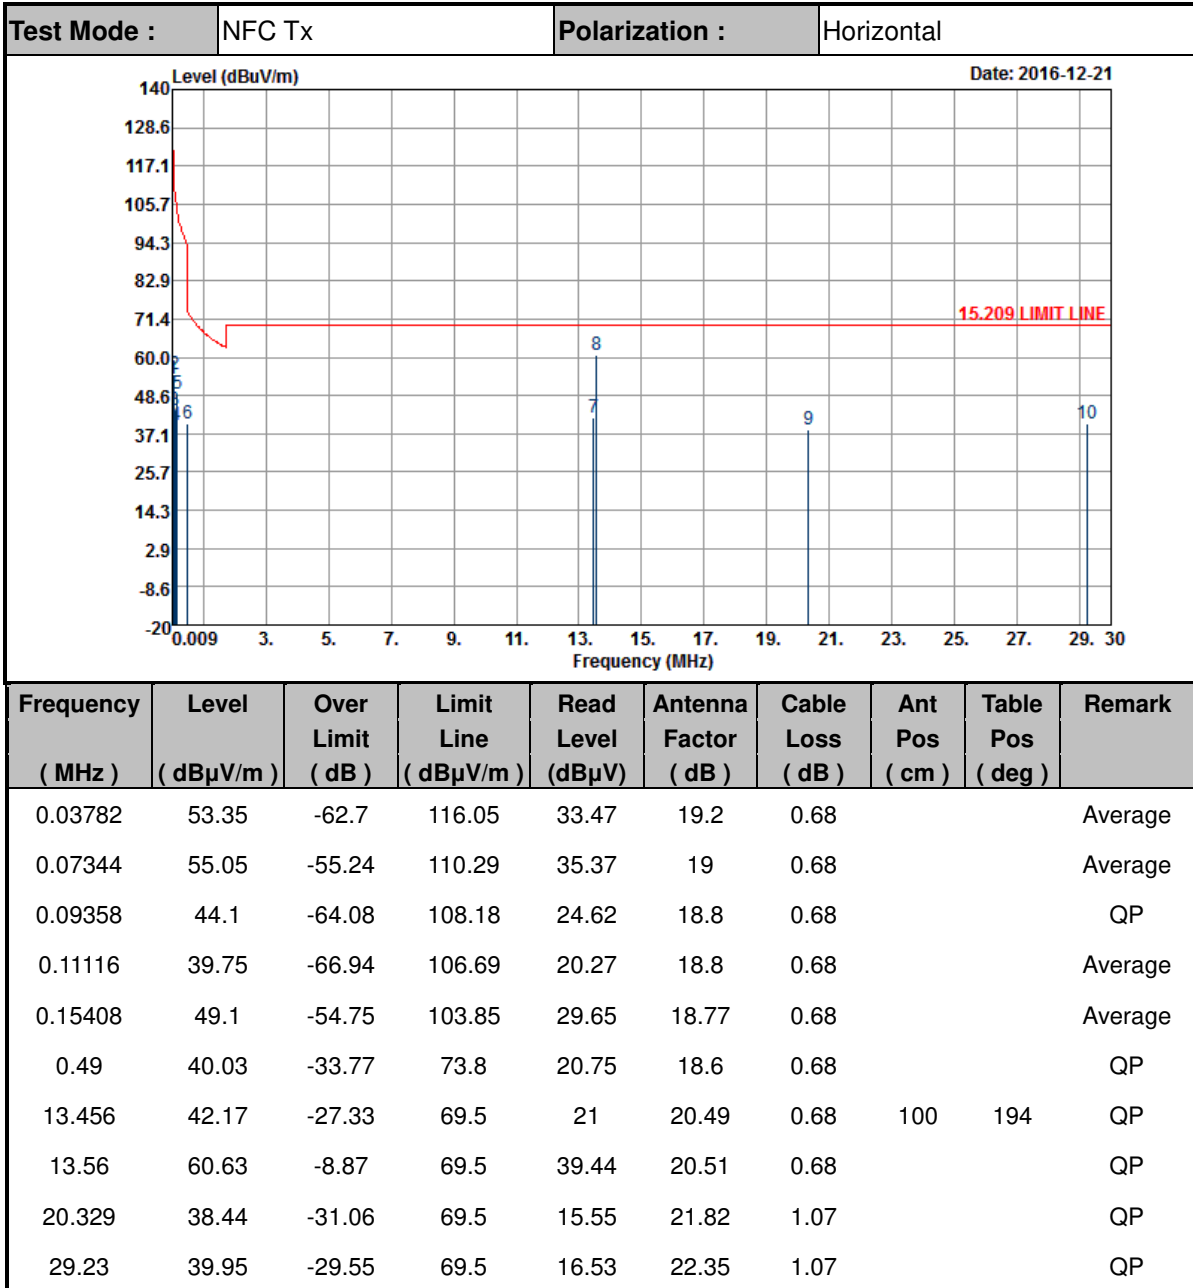 Test Mode : NFC Tx Polarization : Horizontal
Level (dBuV/m) Date: 2016-12-21
140
128.6
117.1
105.7
94.3
82.9
71.4
15.209 LIMIT LINE
60.0
48.6
37.1
25.7
14.3
2.9
-8.6
-20
2
5
4 6
7
8
9
10
0.009 3. 5. 7. 9. 11. 13. 15. 17. 19. 21. 23. 25. 27. 29. 30
Frequency (MHz)
Frequency Level Over Limit Read Antenna Cable Ant Table Remark
Limit Line Level Factor Loss Pos Pos
( MHz ) ( dBµV/m ) ( dB ) ( dBµV/m ) (dBµV) ( dB ) ( dB ) ( cm ) ( deg )
0.03782 53.35 -62.7 116.05 33.47 19.2 0.68 Average
0.07344 55.05 -55.24 110.29 35.37 19 0.68 Average
0.09358 44.1 -64.08 108.18 24.62 18.8 0.68 QP
0.11116 39.75 -66.94 106.69 20.27 18.8 0.68 Average
0.15408 49.1 -54.75 103.85 29.65 18.77 0.68 Average
0.49 40.03 -33.77 73.8 20.75 18.6 0.68 QP
13.456 42.17 -27.33 69.5 21 20.49 0.68 100 194 QP
13.56 60.63 -8.87 69.5 39.44 20.51 0.68 QP
20.329 38.44 -31.06 69.5 15.55 21.82 1.07 QP
29.23 39.95 -29.55 69.5 16.53 22.35 1.07 QP